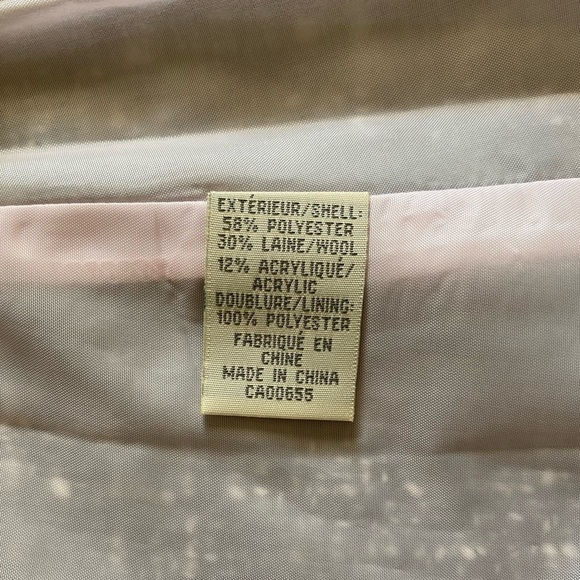 EXTÉRIEUR/SHELL:
58% POLYESTER
30% LAINE/WOOL
12% ACRYLIQUÉ/
ACRYLIC
DOUBLURE/LINING:
100% POLYESTER
FABRIQUÉ EN
CHINE
MADE IN CHINA
CA00655